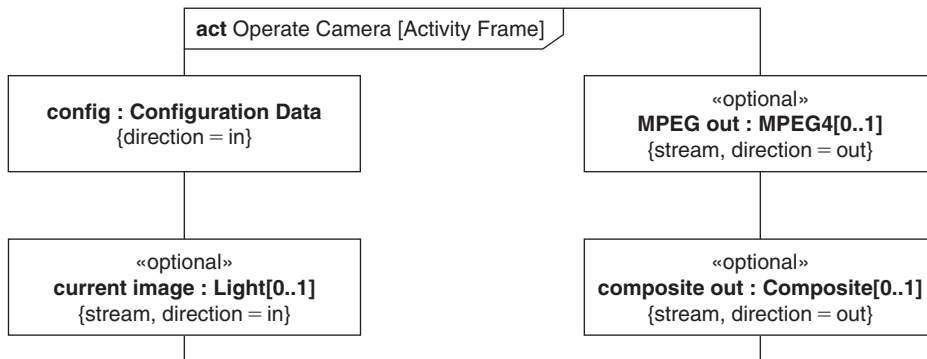 act Operate Camera [Activity Frame]
config : Configuration Data
{direction = in}
«optional»
MPEG out : MPEG4[0..1]
{stream, direction = out}
«optional»
current image : Light[0..1]
{stream, direction = in}
«optional»
composite out : Composite[0..1]
{stream, direction = out}